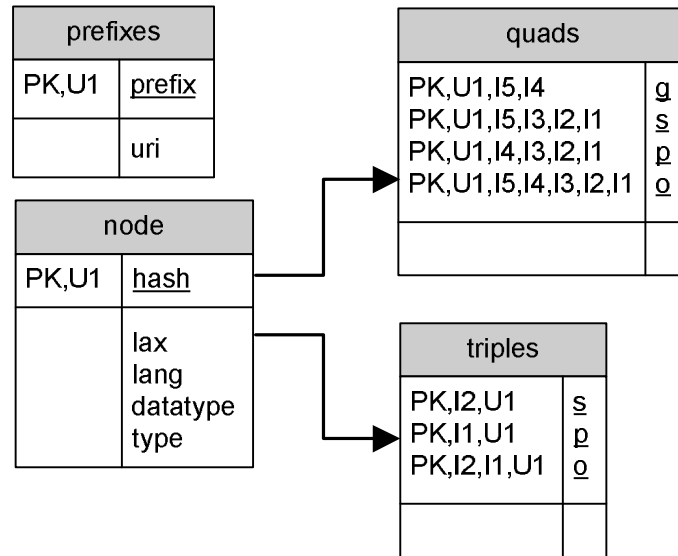 prefixes
PK,U1 prefix
uri
node
PK,U1 hash
lax
lang
datatype
type
quads
PK,U1,I5,I4 g
PK,U1,I5,I3,I2,I1 s
PK,U1,I4,I3,I2,I1 p
PK,U1,I5,I4,I3,I2,I1 o
triples
PK,I2,U1 s
PK,I1,U1 p
PK,I2,I1,U1 o